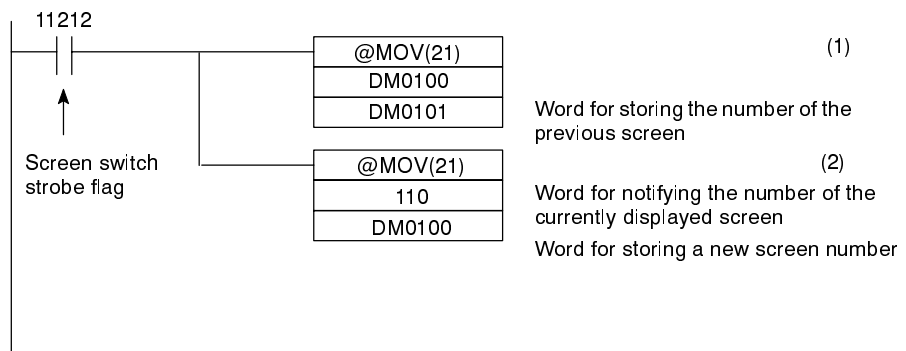 11212
@MOV(21)
(1)
DM0100
DM0101
Word for storing the number of the
previous screen
Screen switch
strobe flag
@MOV(21)
(2)
110
Word for notifying the number of the
currently displayed screen
DM0100
Word for storing a new screen number